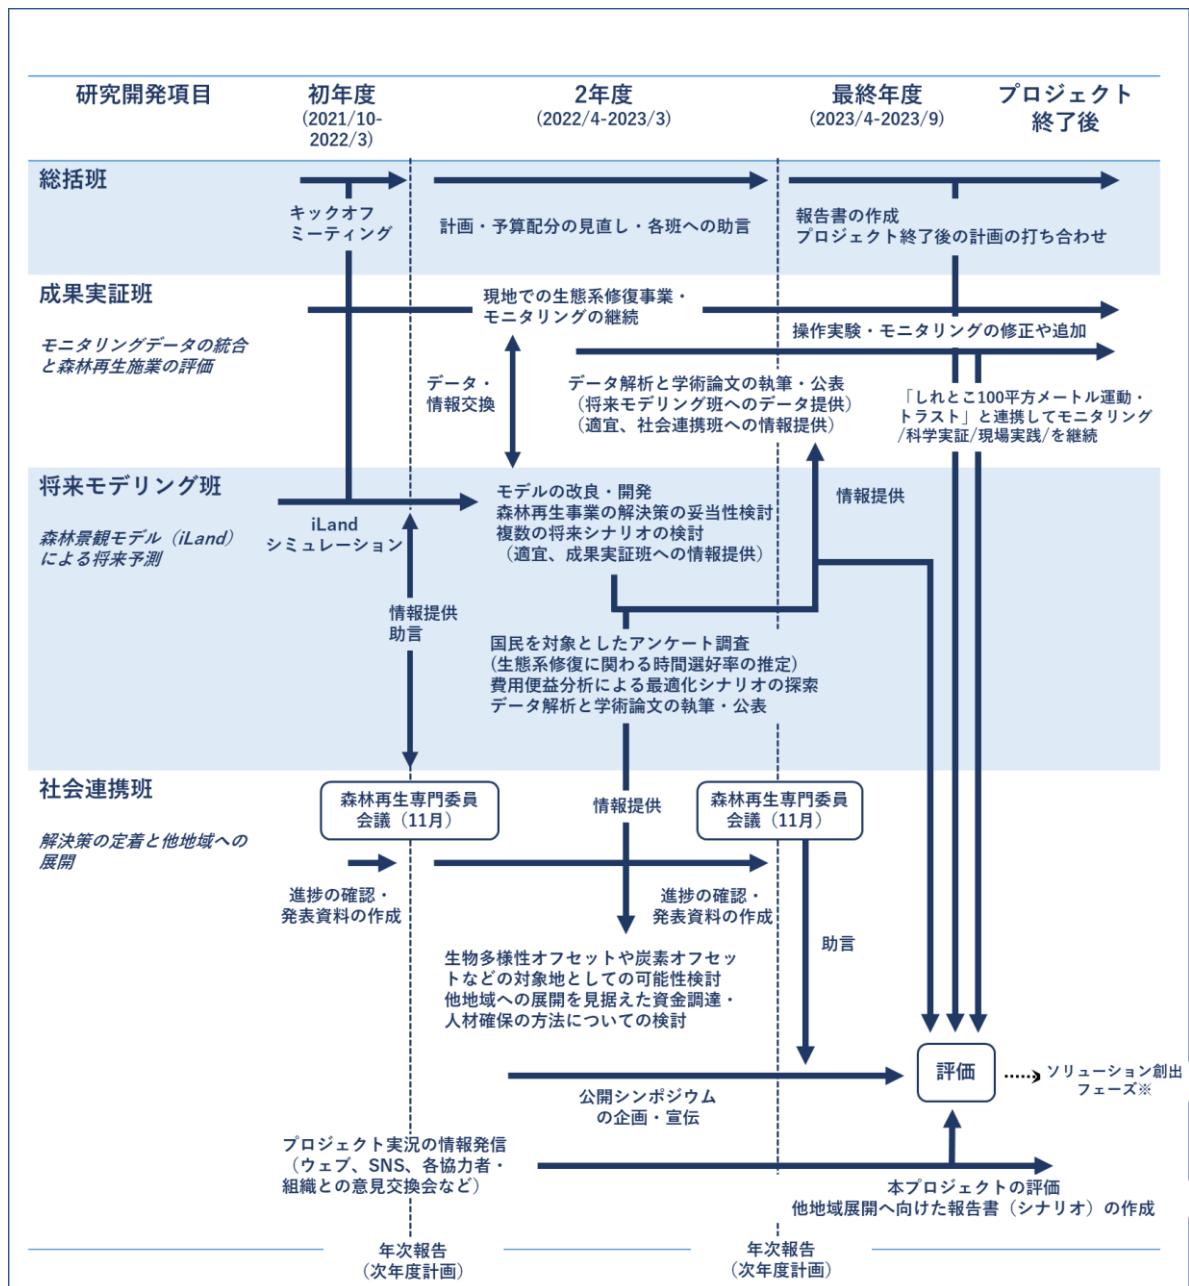 研究開発項目
初年度
(2021/10-
2022/3)
2年度
(2022/4-2023/3)
最終年度
(2023/4-2023/9)
プロジェクト
終了後
総括班
キックオフ
ミーティング
計画・予算配分の見直し・各班への助言
報告書の作成
プロジェクト終了後の計画の打ち合わせ
成果実証班
モニタリングデータの統合
と森林再生施業の評価
現地での生態系修復事業・
モニタリングの継続
操作実験・モニタリングの修正や追加
データ・
情報交換
データ解析と学術論文の執筆・公表
（将来モデリング班へのデータ提供）
（適宜、社会連携班への情報提供）
「しれとこ100平方メートル運動・
トラスト」と連携してモニタリング
/科学実証/現場実践/を継続
将来モデリング班
森林景観モデル（iLand）
による将来予測
iLand
シミュレーション
モデルの改良・開発
森林再生事業の解決策の妥当性検討
複数の将来シナリオの検討
（適宜、成果実証班への情報提供）
情報提供
情報提供
助言
国民を対象としたアンケート調査
(生態系修復に関わる時間選好率の推定)
費用便益分析による最適化シナリオの探索
データ解析と学術論文の執筆・公表
社会連携班
解決策の定着と他地域への
展開
森林再生専門委員
会議（11月）
情報提供
森林再生専門委員
会議（11月）
進捗の確認・
発表資料の作成
進捗の確認・
発表資料の作成
助言
生物多様性オフセットや炭素オフセッ
トなどの対象地としての可能性検討
他地域への展開を見据えた資金調達・
人材確保の方法についての検討
評価
ソリューション創出
フェーズ※
公開シンポジウム
の企画・宣伝
プロジェクト実況の情報発信
（ウェブ、SNS、各協力者・
組織との意見交換会など）
本プロジェクトの評価
他地域展開へ向けた報告書（シナリオ）の作成
年次報告
(次年度計画)
年次報告
(次年度計画)